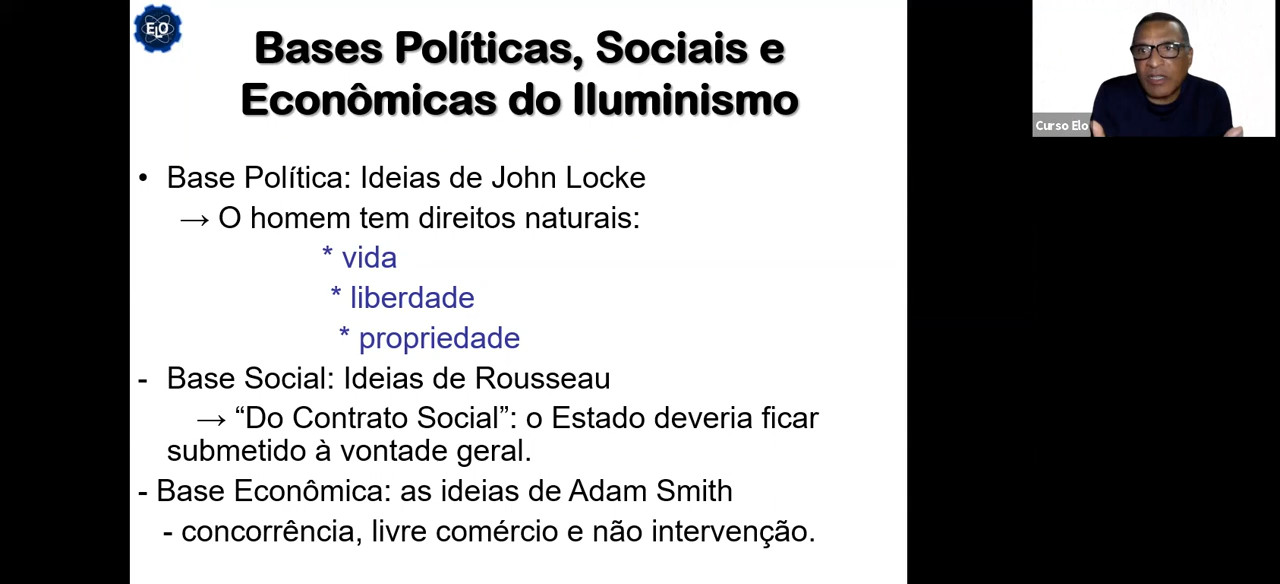 ELO
Bases Políticas, Sociais e
Econômicas do Iluminismo
• Base Política: Ideias de John Locke
→ O homem tem direitos naturais:
* vida
* liberdade
* propriedade
- Base Social: Ideias de Rousseau
→ “Do Contrato Social”: o Estado deveria ficar
submetido à vontade geral.
- Base Econômica: as ideias de Adam Smith
- concorrência, livre comércio e não intervenção.
Curso Elo